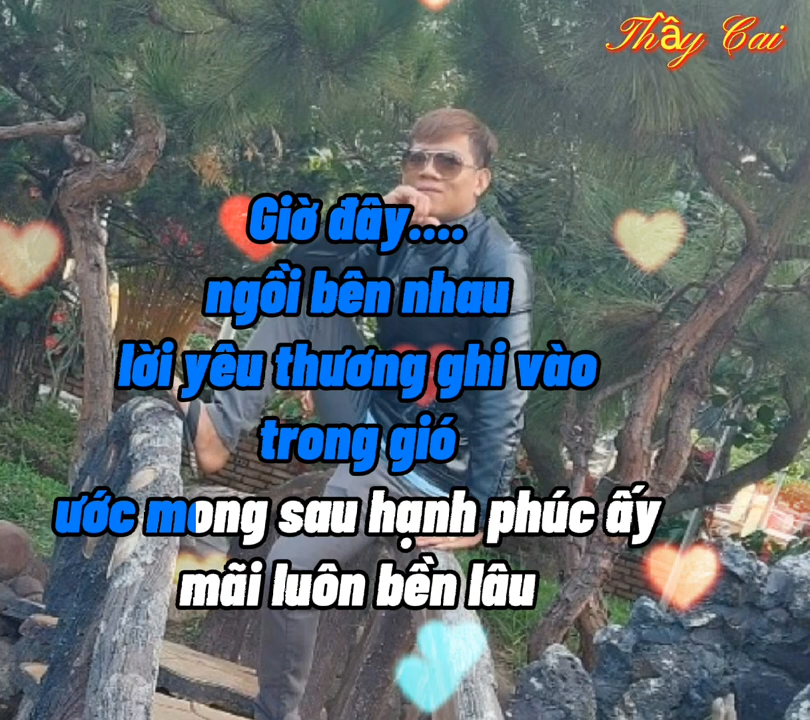 Thầy Cai
Giờ đây....
ngồi bên nhau
lời yêu thương ghi vào
trong gió
ước mong sau hạnh phúc ấy
mãi luôn bền lâu